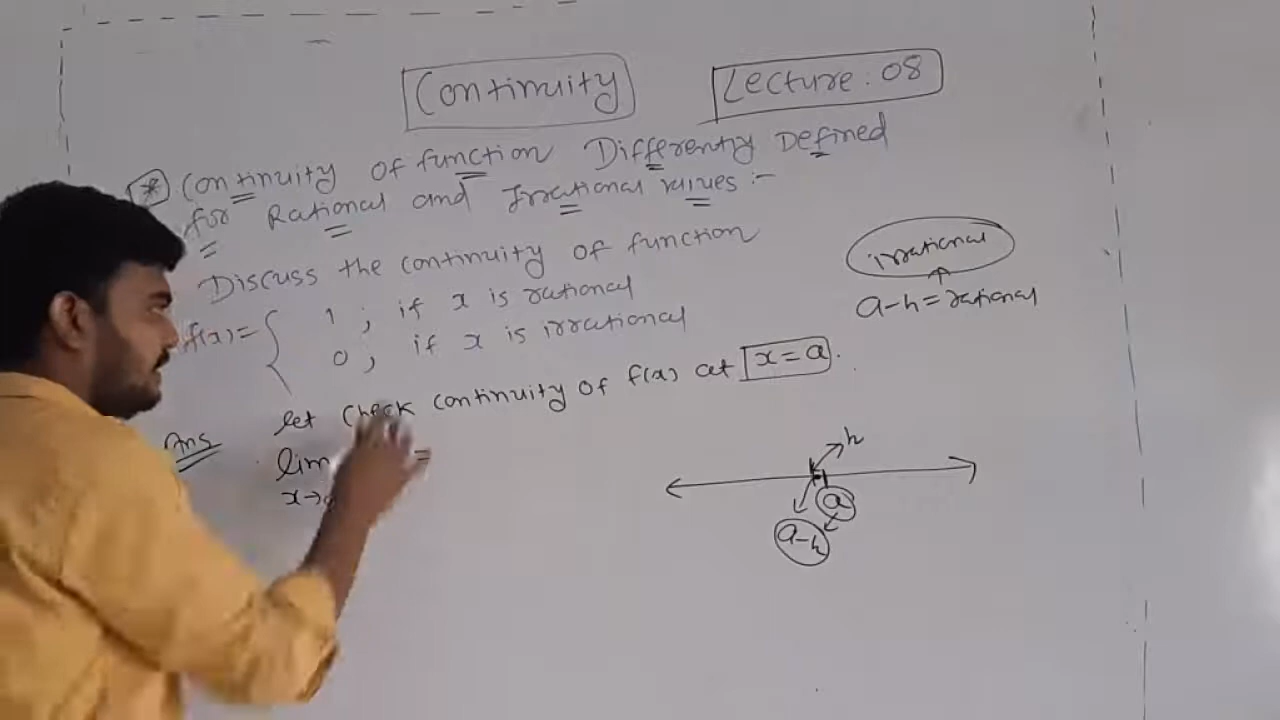 Continuity
Lecture: 08
* Continuity of function Differently Defined
for Rational and Irrational values :-
Discuss the continuity of function
f(x) = { 1 ; if x is rational
0 ; if x is irrational
irrational
a-h = rational
Ans
let check continuity of f(x) at x = a.
lim =
x→
h
a
a-h